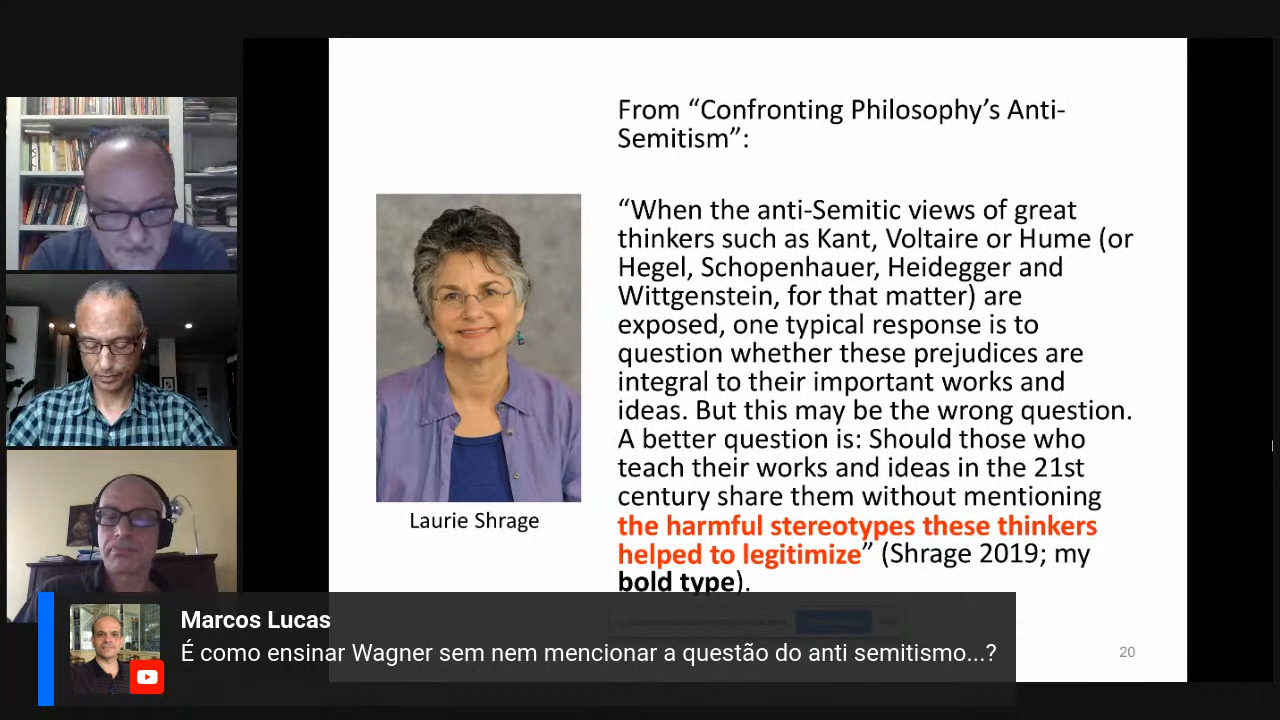 From “Confronting Philosophy’s Anti-
Semitism”:
“When the anti-Semitic views of great
thinkers such as Kant, Voltaire or Hume (or
Hegel, Schopenhauer, Heidegger and
Wittgenstein, for that matter) are
exposed, one typical response is to
question whether these prejudices are
integral to their important works and
ideas. But this may be the wrong question.
A better question is: Should those who
teach their works and ideas in the 21st
century share them without mentioning
the harmful stereotypes these thinkers
helped to legitimize” (Shrage 2019; my
bold type).
Laurie Shrage
Marcos Lucas
É como ensinar Wagner sem nem mencionar a questão do anti semitismo...?
20